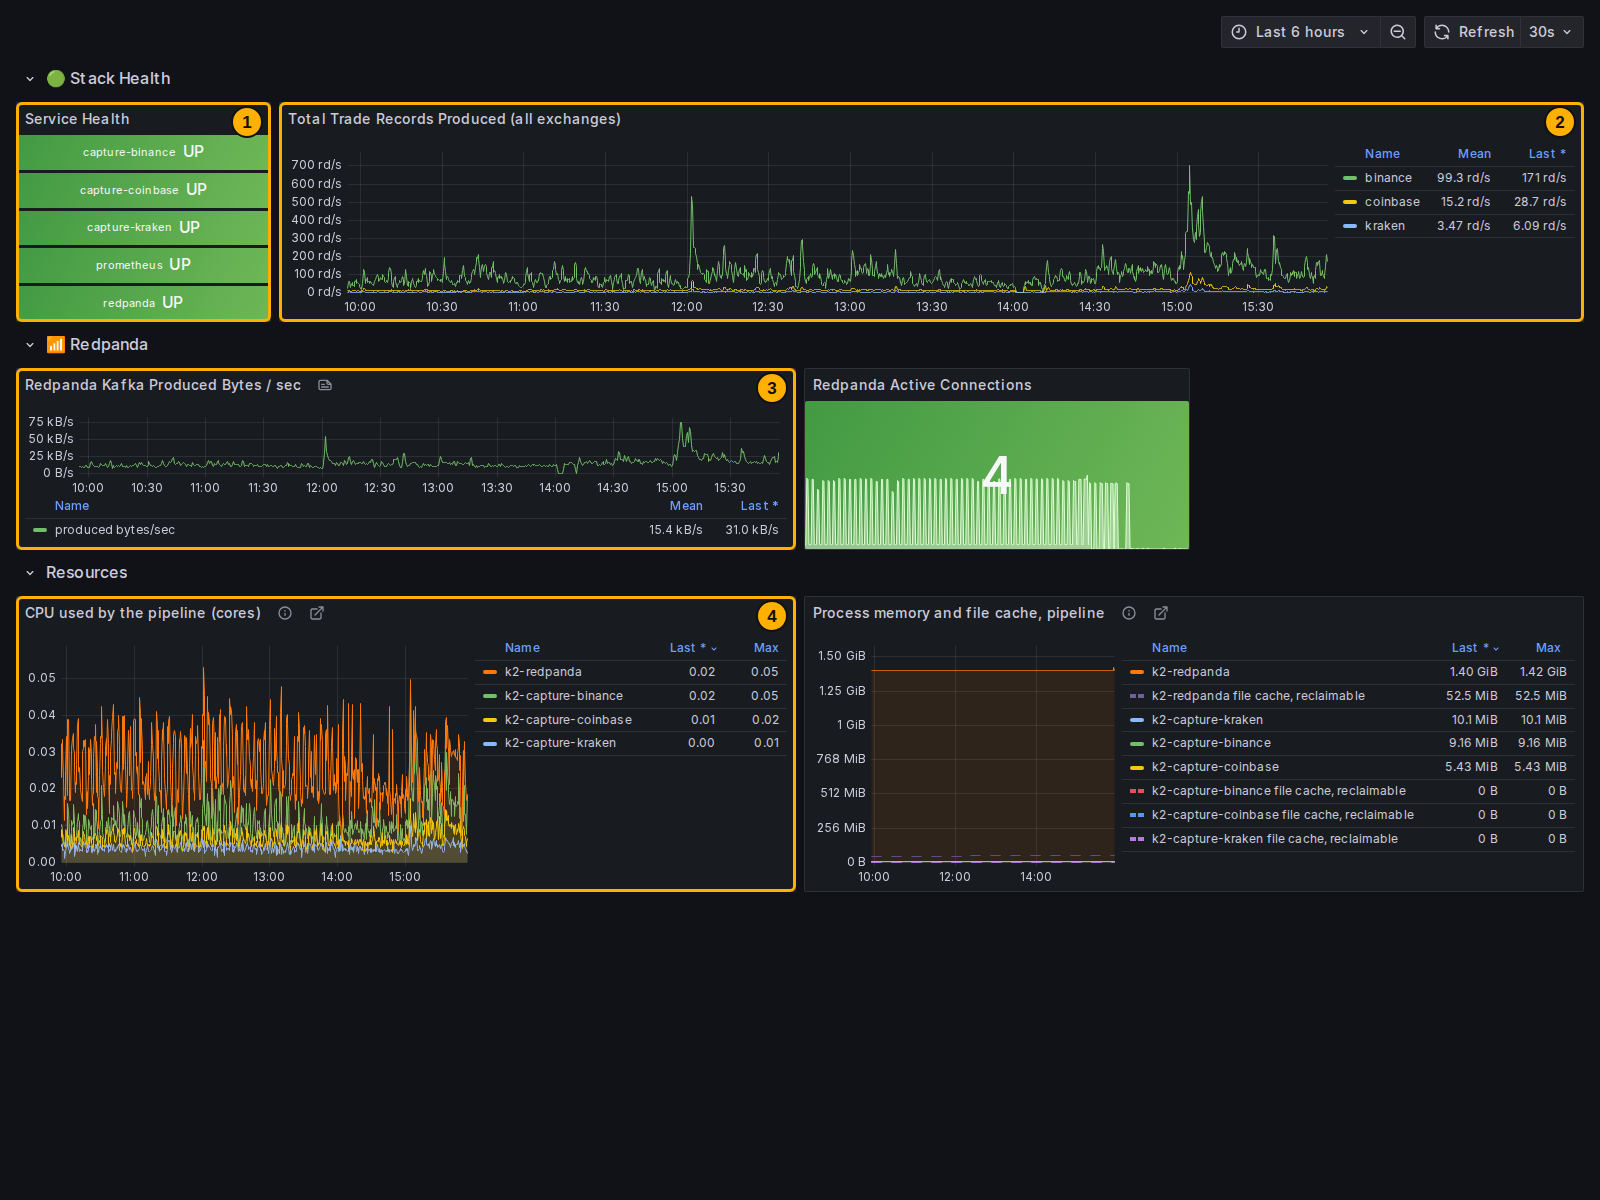 Last 6 hours
Refresh 30s
Stack Health
Service Health 1
capture-binance UP
capture-coinbase UP
capture-kraken UP
prometheus UP
redpanda UP
Total Trade Records Produced (all exchanges) 2
700 rd/s
600 rd/s
500 rd/s
400 rd/s
300 rd/s
200 rd/s
100 rd/s
0 rd/s
10:00 10:30 11:00 11:30 12:00 12:30 13:00 13:30 14:00 14:30 15:00 15:30
Name Mean Last *
binance 99.3 rd/s 171 rd/s
coinbase 15.2 rd/s 28.7 rd/s
kraken 3.47 rd/s 6.09 rd/s
Redpanda
Redpanda Kafka Produced Bytes / sec 3
75 kB/s
50 kB/s
25 kB/s
0 B/s
10:00 10:30 11:00 11:30 12:00 12:30 13:00 13:30 14:00 14:30 15:00 15:30
Name Mean Last *
produced bytes/sec 15.4 kB/s 31.0 kB/s
Redpanda Active Connections
4
Resources
CPU used by the pipeline (cores) 4
0.05
0.04
0.03
0.02
0.01
0.00
10:00 11:00 12:00 13:00 14:00 15:00
Name Last * Max
k2-redpanda 0.02 0.05
k2-capture-binance 0.02 0.05
k2-capture-coinbase 0.01 0.02
k2-capture-kraken 0.00 0.01
Process memory and file cache, pipeline
1.50 GiB
1.25 GiB
1 GiB
768 MiB
512 MiB
256 MiB
0 B
10:00 12:00 14:00
Name Last * Max
k2-redpanda 1.40 GiB 1.42 GiB
k2-redpanda file cache, reclaimable 52.5 MiB 52.5 MiB
k2-capture-kraken 10.1 MiB 10.1 MiB
k2-capture-binance 9.16 MiB 9.16 MiB
k2-capture-coinbase 5.43 MiB 5.43 MiB
k2-capture-binance file cache, reclaimable 0 B 0 B
k2-capture-coinbase file cache, reclaimable 0 B 0 B
k2-capture-kraken file cache, reclaimable 0 B 0 B